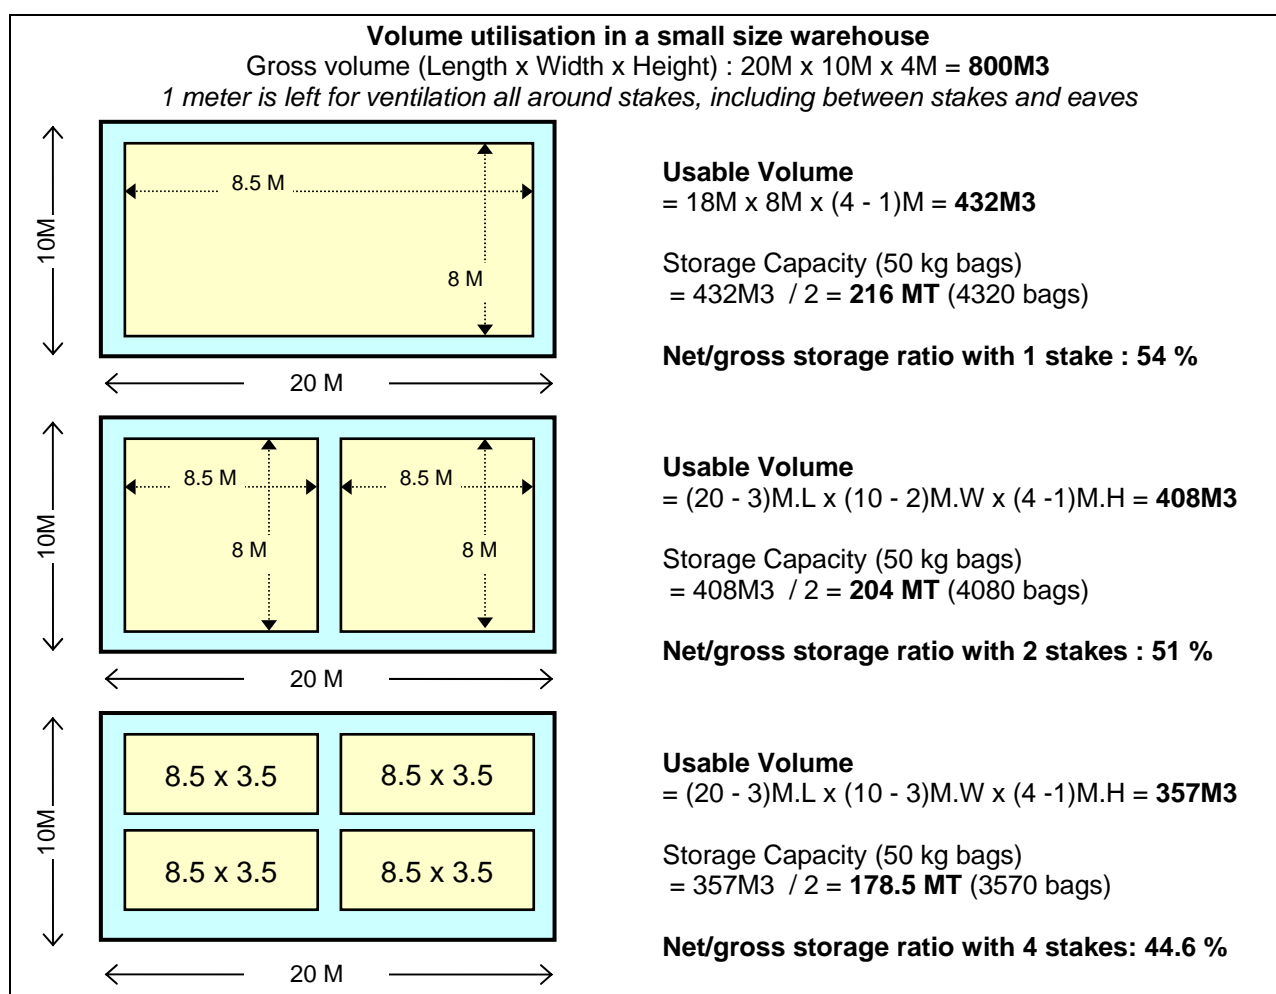 Volume utilisation in a small size warehouse
Gross volume (Length x Width x Height) : 20M x 10M x 4M = 800M3
1 meter is left for ventilation all around stakes, including between stakes and eaves
10M
8.5 M
8 M
20 M
Usable Volume
= 18M x 8M x (4 - 1)M = 432M3
Storage Capacity (50 kg bags)
= 432M3 / 2 = 216 MT (4320 bags)
Net/gross storage ratio with 1 stake : 54 %
10M
8.5 M
8.5 M
8 M
8 M
20 M
Usable Volume
= (20 - 3)M.L x (10 - 2)M.W x (4 -1)M.H = 408M3
Storage Capacity (50 kg bags)
= 408M3 / 2 = 204 MT (4080 bags)
Net/gross storage ratio with 2 stakes : 51 %
10M
8.5 x 3.5
8.5 x 3.5
8.5 x 3.5
8.5 x 3.5
20 M
Usable Volume
= (20 - 3)M.L x (10 - 3)M.W x (4 -1)M.H = 357M3
Storage Capacity (50 kg bags)
= 357M3 / 2 = 178.5 MT (3570 bags)
Net/gross storage ratio with 4 stakes: 44.6 %